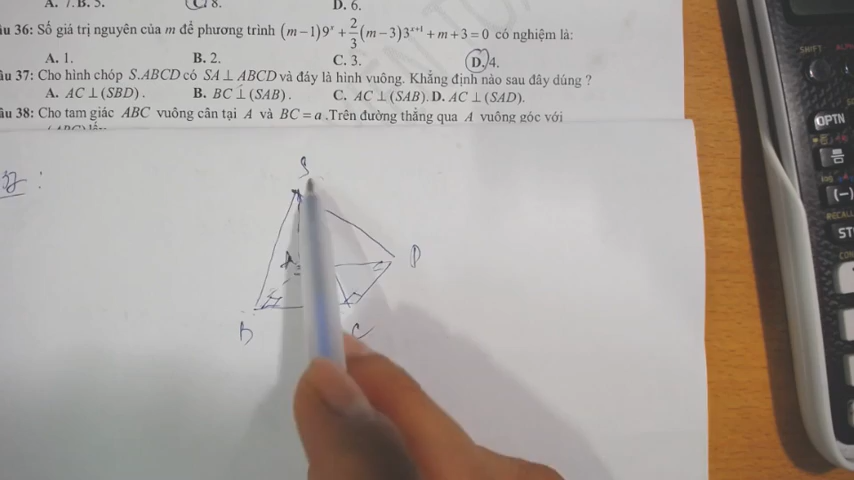 A. 7. B. 5. C. 8. D. 6.
âu 36: Số giá trị nguyên của m để phương trình (m−1)9^x + 2/3(m−3)3^{x+1} + m + 3 = 0 có nghiệm là:
A. 1. B. 2. C. 3. D. 4.
âu 37: Cho hình chóp S.ABCD có SA ⊥ ABCD và đáy là hình vuông. Khẳng định nào sau đây đúng ?
A. AC ⊥ (SBD). B. BC ⊥ (SAB). C. AC ⊥ (SAB). D. AC ⊥ (SAD).
âu 38: Cho tam giác ABC vuông cân tại A và BC = a .Trên đường thẳng qua A vuông góc với
S
A
D
B
C
SHIFT
OPTN
(−)
RECALL
ST